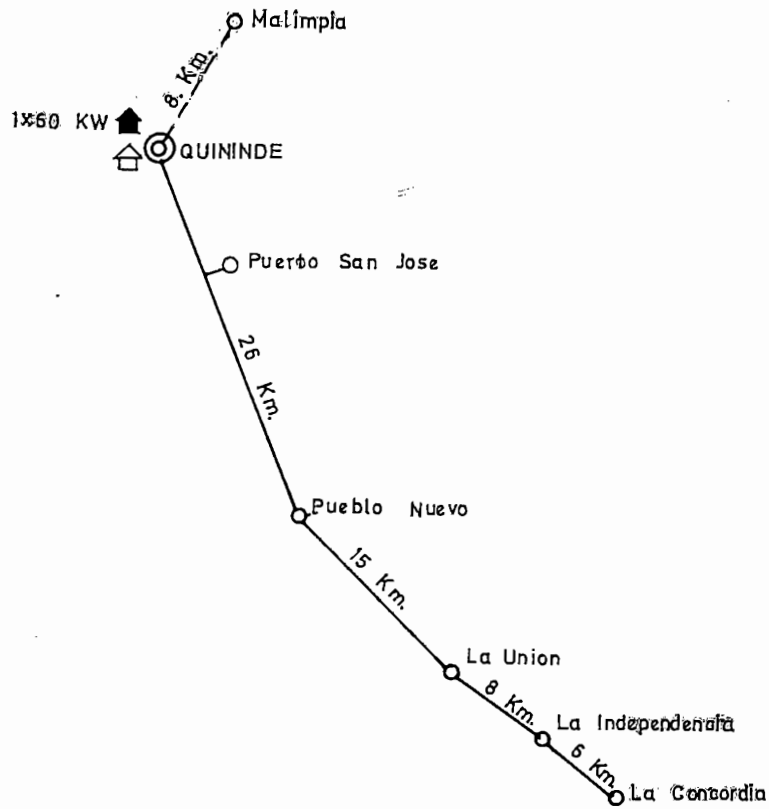 Malimpia
8. Km.
1x60 KW
QUININDE
Puerto San Jose
26 Km.
Pueblo Nuevo
15 Km.
La Union
8 Km.
La Independencia
6 Km.
La Concordia